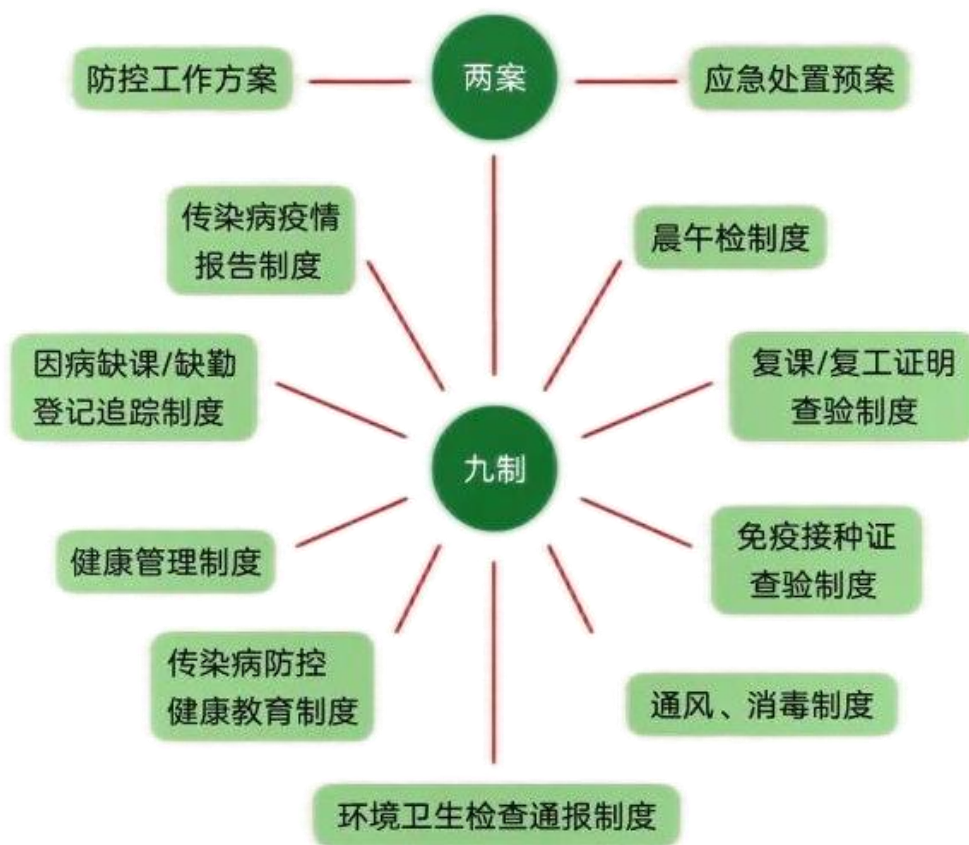 防控工作方案
两案
应急处置预案
传染病疫情
报告制度
晨午检制度
因病缺课/缺勤
登记追踪制度
复课/复工证明
查验制度
九制
健康管理制度
免疫接种证
查验制度
传染病防控
健康教育制度
通风、消毒制度
环境卫生检查通报制度